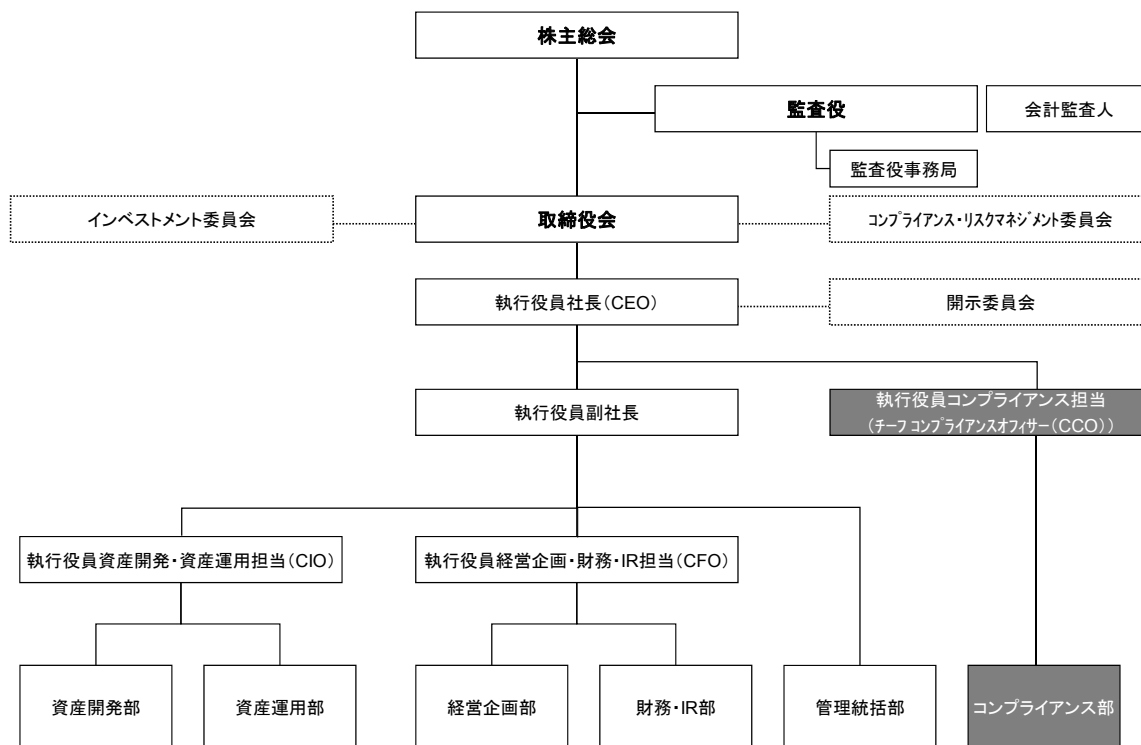 株主総会
監査役
会計監査人
監査役事務局
インベストメント委員会
取締役会
コンプライアンス・リスクマネジメント委員会
執行役員社長（CEO）
開示委員会
執行役員副社長
執行役員コンプライアンス担当
（チーフ コンプライアンスオフィサー（CCO））
執行役員資産開発・資産運用担当（CIO）
執行役員経営企画・財務・IR担当（CFO）
資産開発部
資産運用部
経営企画部
財務・IR部
管理統括部
コンプライアンス部